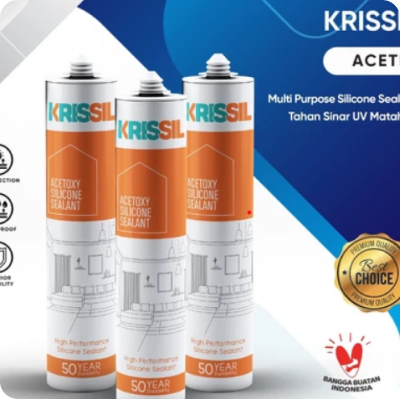 KRISSIL
ACETOXY
SILICONE
SEALANT
High Performance
Silicone Sealant
50 YEAR
KRISSIL
ACETOXY
SILICONE
SEALANT
High Performance
Silicone Sealant
50 YEAR
KRISSIL
ACETOXY
SILICONE
SEALANT
High Performance
Silicone Sealant
50 YEAR
KRISSI
ACET
Multi Purpose Silicone Seal
Tahan Sinar UV Matah
PREMIUM QUALITY
Best
CHOICE
PREMIUM QUALITY
BANGGA BUATAN
INDONESIA